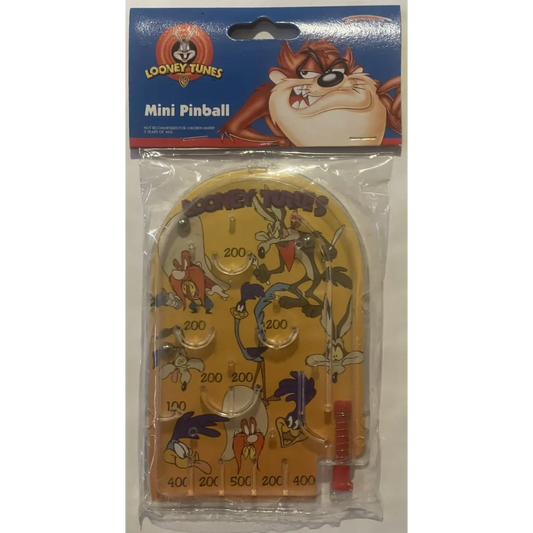 LOONEY TUNES
Mini Pinball
NOT RECOMMENDED FOR CHILDREN UNDER
3 YEARS OF AGE
LOONEY TUNES
200
200 200
200 200
100
400 200 500 200 400